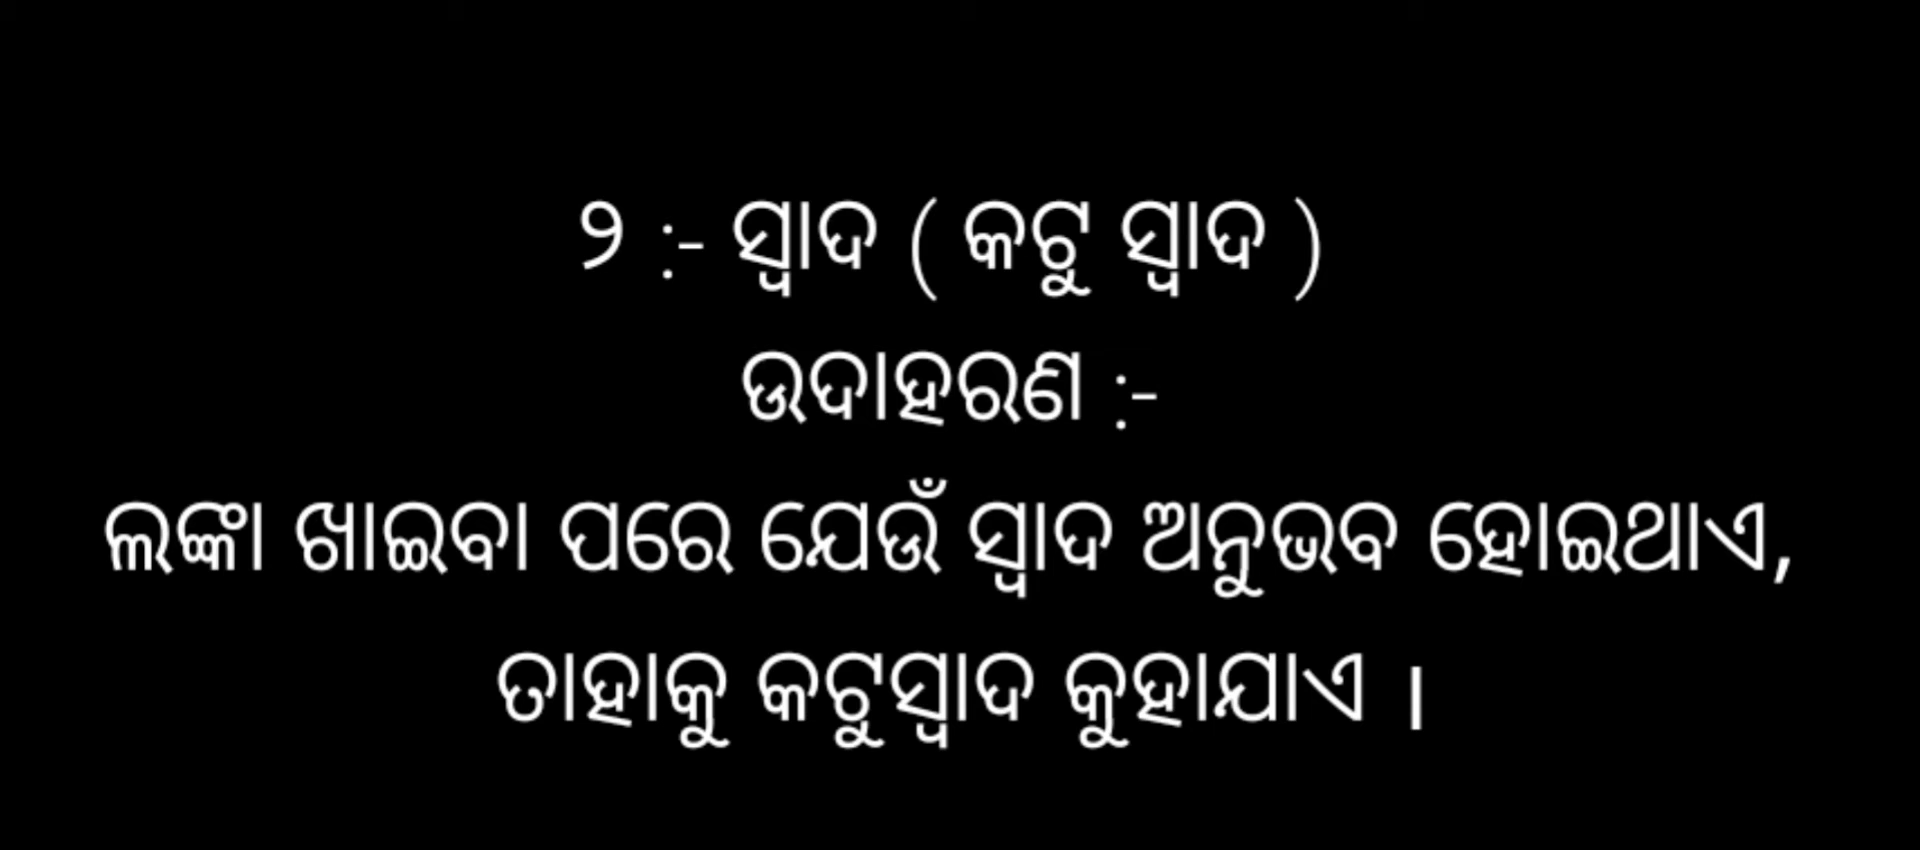 ୨ :- ସ୍ୱାଦ ( କଟୁ ସ୍ୱାଦ )
ଉଦାହରଣ :-
ଲଙ୍କା ଖାଇବା ପରେ ଯେଉଁ ସ୍ୱାଦ ଅନୁଭବ ହୋଇଥାଏ,
ତାହାକୁ କଟୁସ୍ୱାଦ କୁହାଯାଏ ।